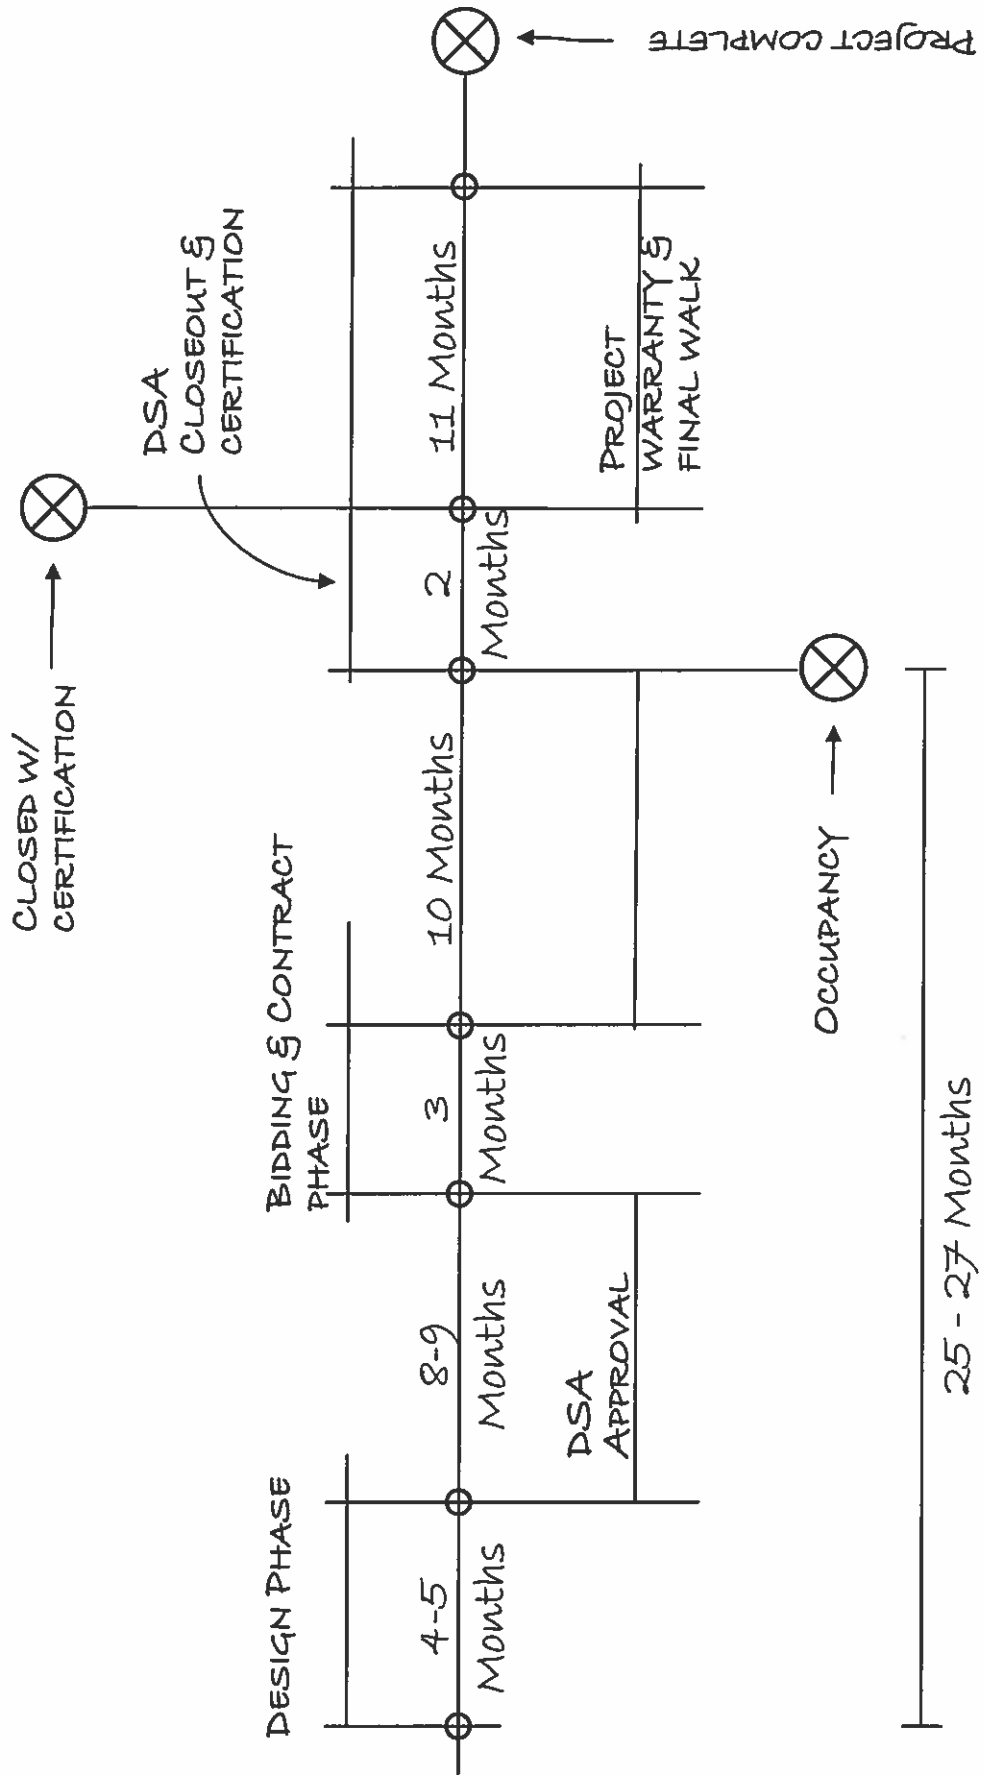 CLOSED W/
CERTIFICATION
DSA
CLOSEOUT &
CERTIFICATION
DESIGN PHASE
BIDDING & CONTRACT
PHASE
4-5
Months
8-9
Months
3
Months
10 Months
2
Months
11 Months
DSA
APPROVAL
PROJECT
WARRANTY &
FINAL WALK
PROJECT COMPLETE
OCCUPANCY
25 - 27 Months